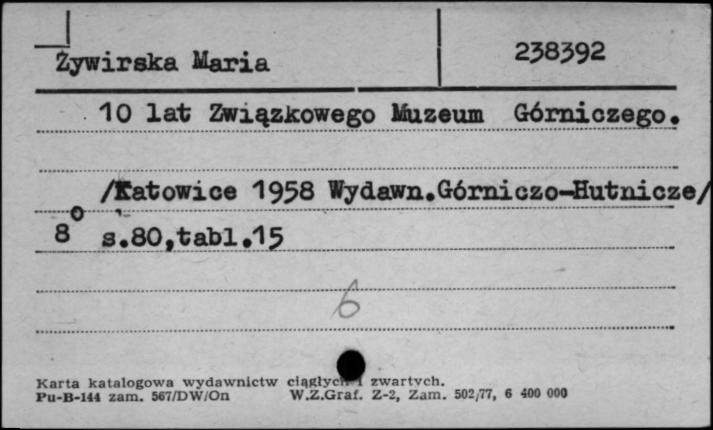 Żywirska Maria 238392
10 lat Związkowego Muzeum Górniczego.
/Katowice 1958 Wydawn.Górniczo-Hutnicze/
8° s.80,tabl.15
6
Karta katalogowa wydawnictw ciągłych i zwartych.
Pu-B-144 zam. 567/DW/On W.Z.Graf. Z-2, Zam. 502/77, 6 400 000